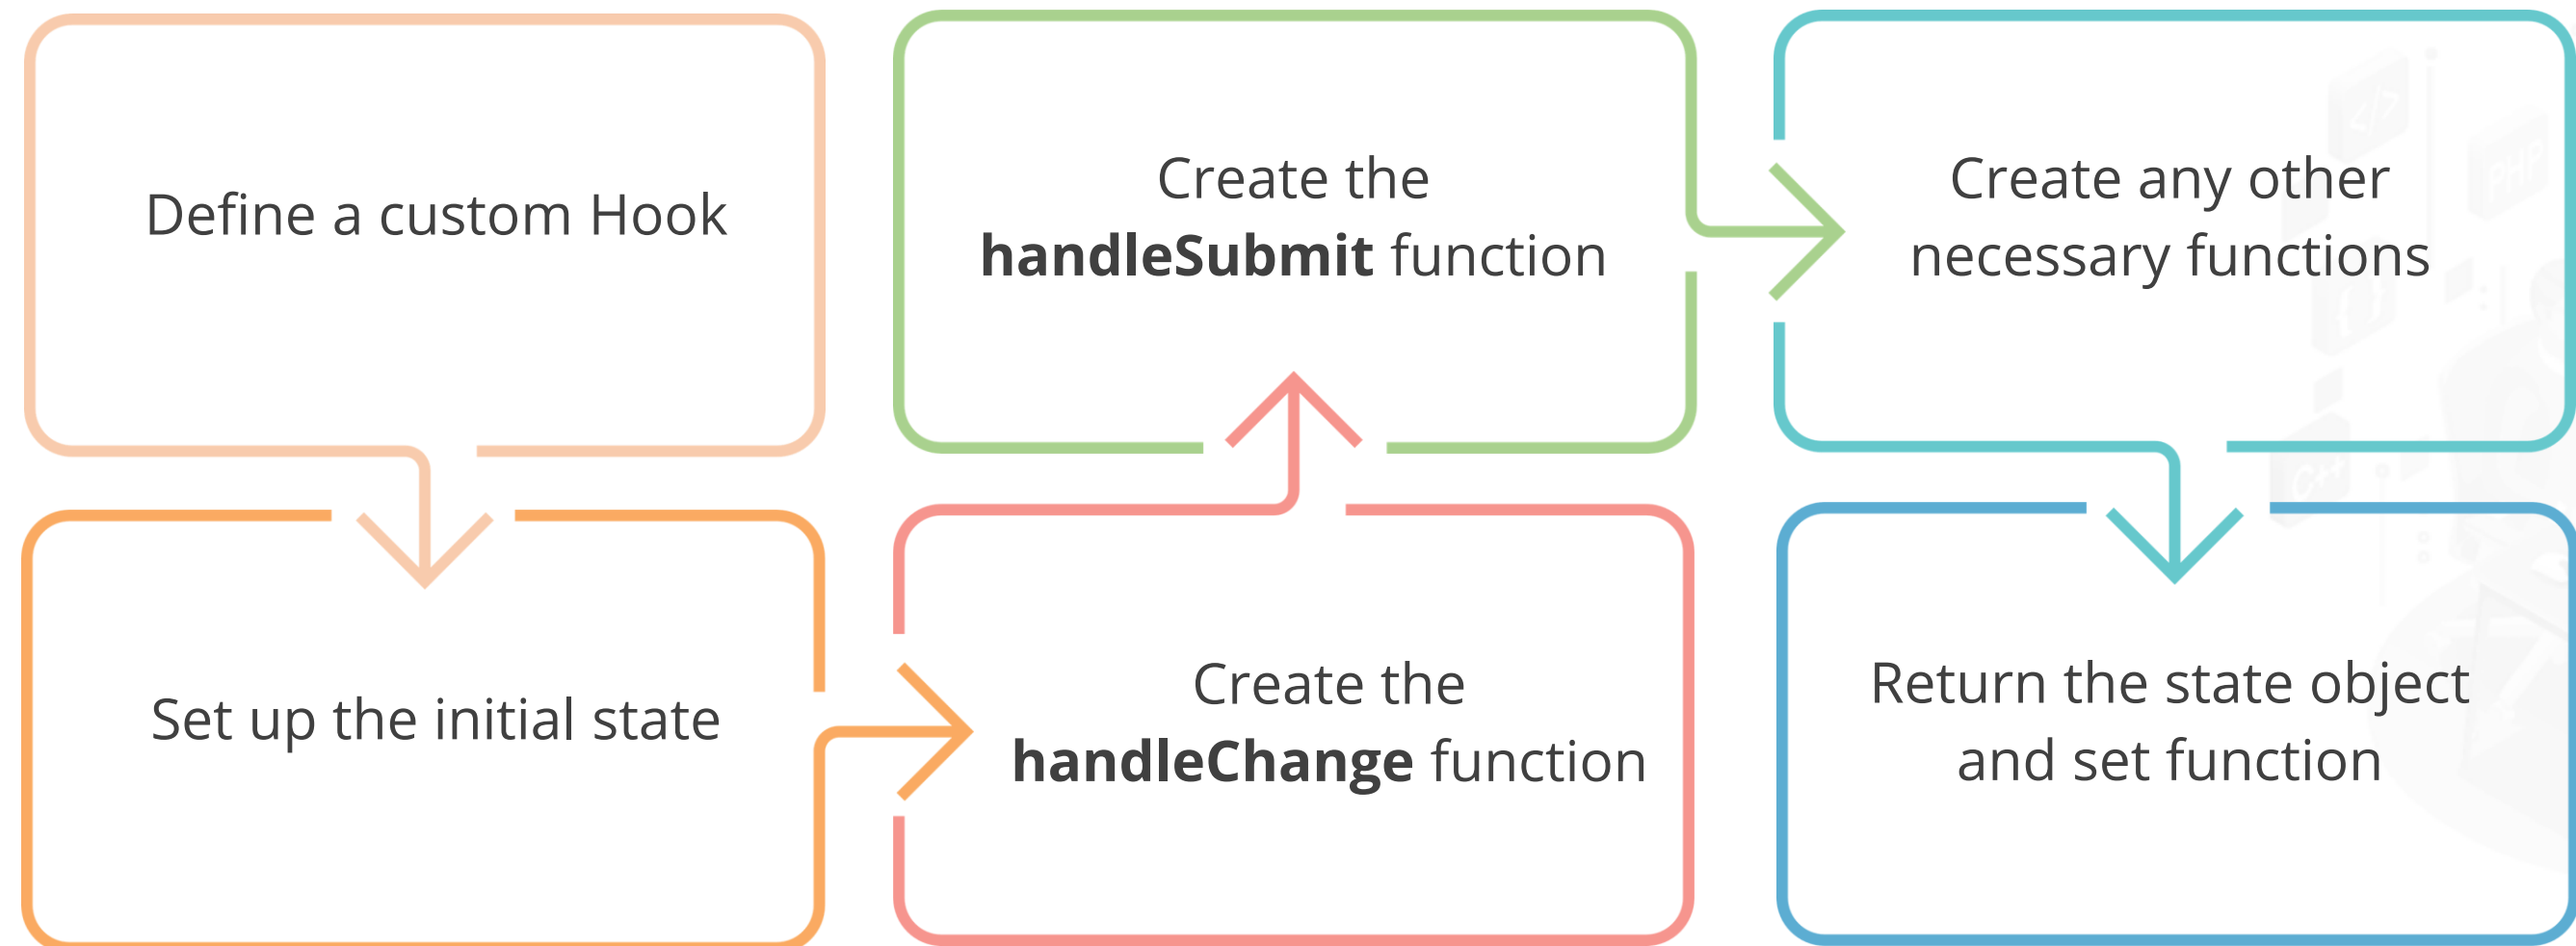 Define a custom Hook
Set up the initial state
Create the
handleChange function
Create the
handleSubmit function
Create any other
necessary functions
Return the state object
and set function
</>
PHP
{ }
C++